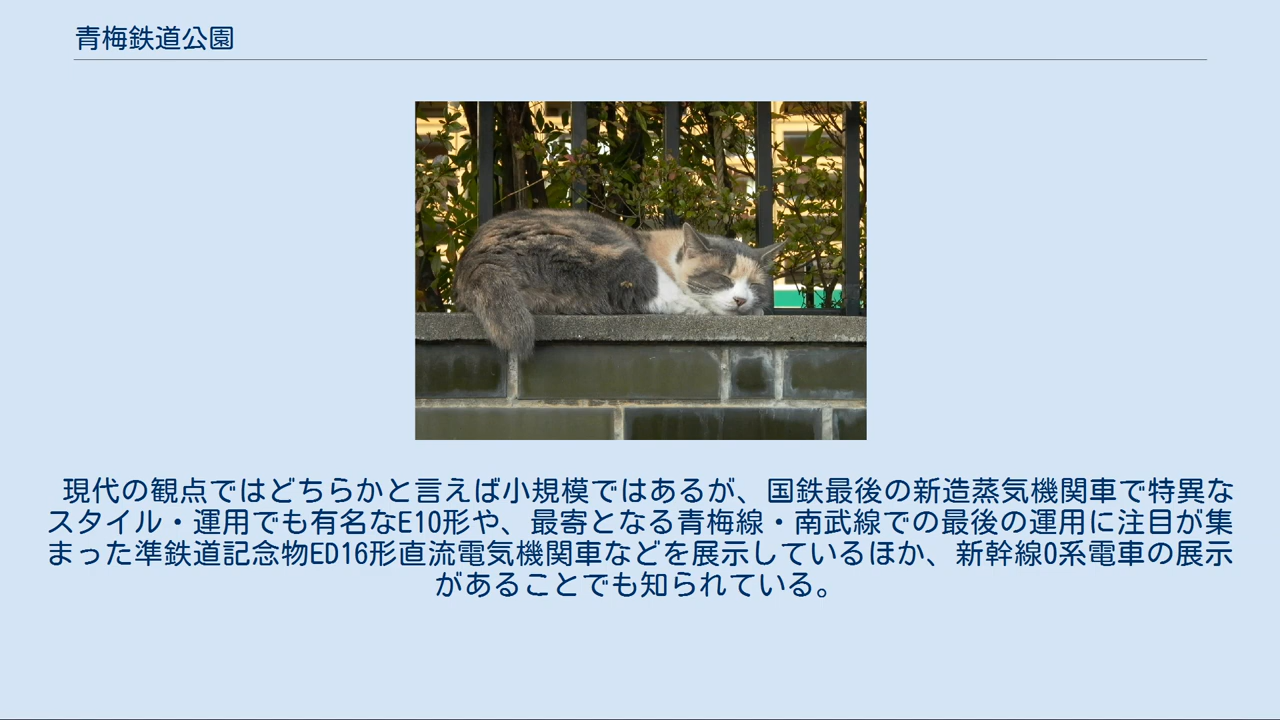 青梅鉄道公園
現代の観点ではどちらかと言えば小規模ではあるが、国鉄最後の新造蒸気機関車で特異な
スタイル・運用でも有名なE10形や、最寄となる青梅線・南武線での最後の運用に注目が集
まった準鉄道記念物ED16形直流電気機関車などを展示しているほか、新幹線0系電車の展示
があることでも知られている。